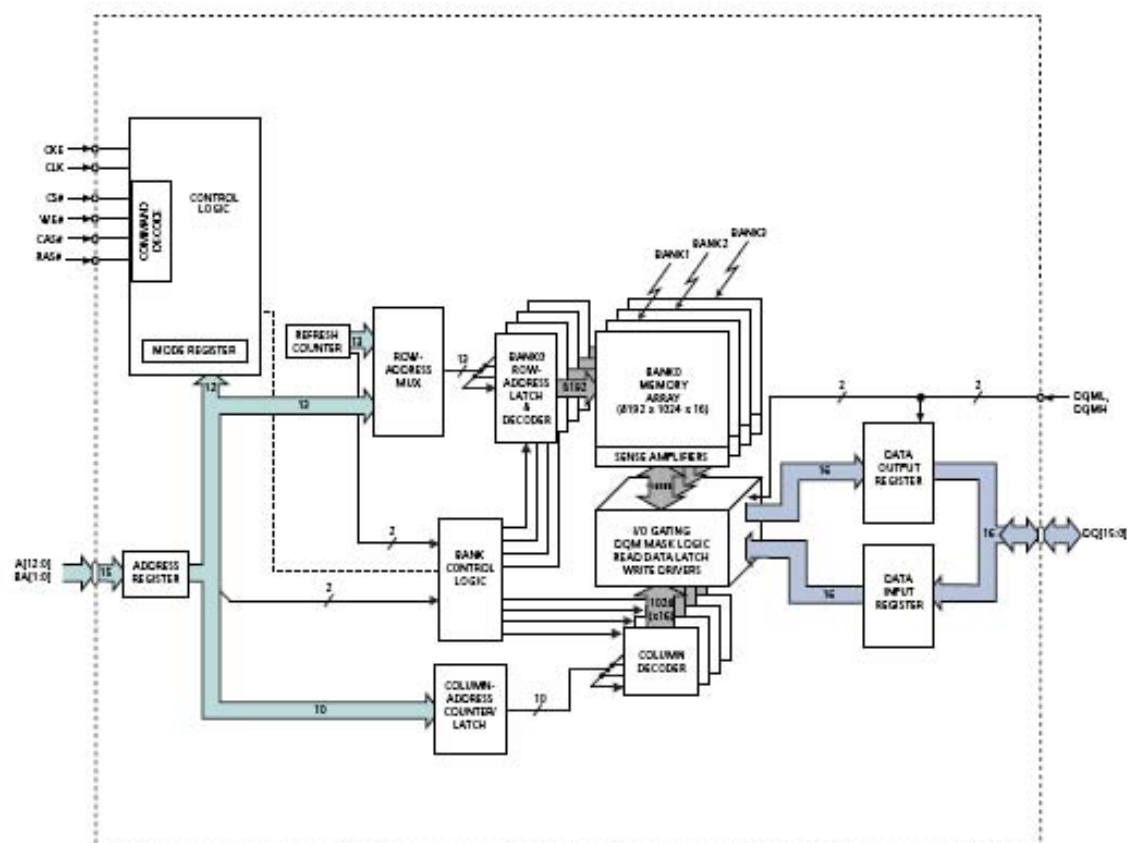 CKE
CLK
CS#
WE#
CAS#
RAS#
COMMAND
DECODE
CONTROL
LOGIC
MODE REGISTER
12
REFRESH
COUNTER
13
13
ROW-
ADDRESS
MUX
13
BANK0
ROW-
ADDRESS
LATCH
&
DECODER
8192
BANK1
BANK2
BANK3
BANK0
MEMORY
ARRAY
(8192 x 1024 x 16)
SENSE AMPLIFIERS
2
2
DQML,
DQMH
16
DATA
OUTPUT
REGISTER
I/O GATING
DQM MASK LOGIC
READ DATA LATCH
WRITE DRIVERS
16
DQ[15:0]
16
DATA
INPUT
REGISTER
A[12:0]
BA[1:0]
15
ADDRESS
REGISTER
2
2
BANK
CONTROL
LOGIC
1024
(x16)
COLUMN
DECODER
10
COLUMN-
ADDRESS
COUNTER/
LATCH
10